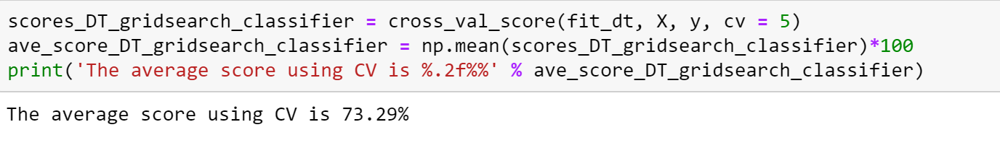 scores_DT_gridsearch_classifier = cross_val_score(fit_dt, X, y, cv = 5)
ave_score_DT_gridsearch_classifier = np.mean(scores_DT_gridsearch_classifier)*100
print('The average score using CV is %.2f%%' % ave_score_DT_gridsearch_classifier)
The average score using CV is 73.29%